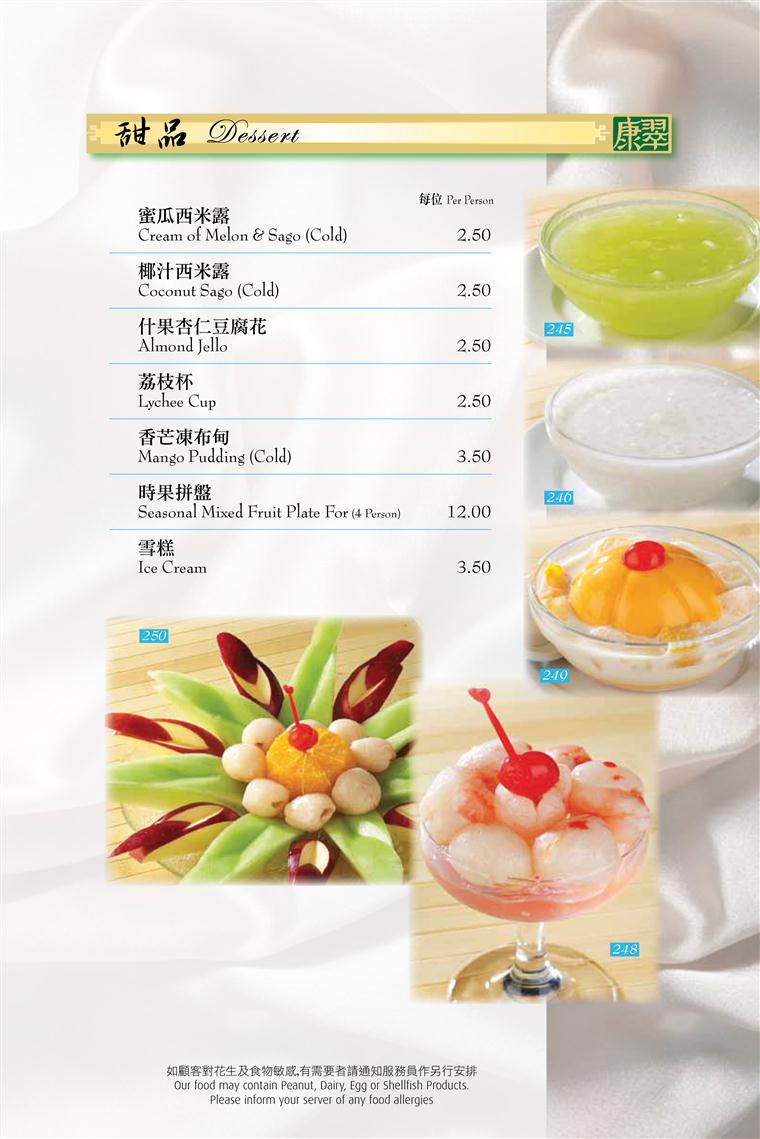 甜品 Dessert
康翠
每位 Per Person
蜜瓜西米露
Cream of Melon & Sago (Cold) 2.50
椰汁西米露
Coconut Sago (Cold) 2.50
什果杏仁豆腐花
Almond Jello 2.50
荔枝杯
Lychee Cup 2.50
香芒凍布甸
Mango Pudding (Cold) 3.50
時果拼盤
Seasonal Mixed Fruit Plate For (4 Person) 12.00
雪糕
Ice Cream 3.50
245
246
249
250
248
如顧客對花生及食物敏感,有需要者請通知服務員作另行安排
Our food may contain Peanut, Dairy, Egg or Shellfish Products.
Please inform your server of any food allergies